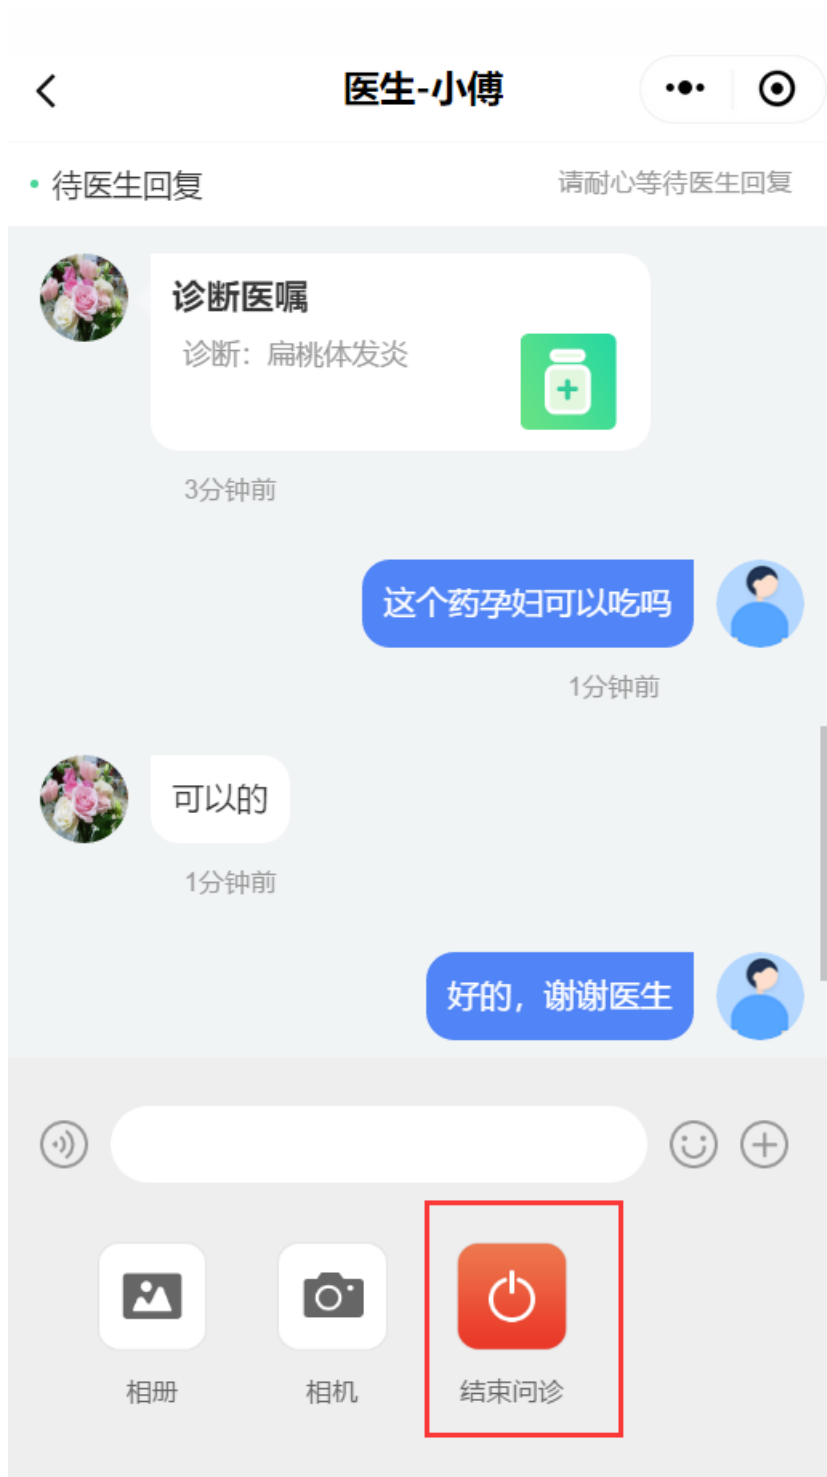 医生-小傅
待医生回复
请耐心等待医生回复
诊断医嘱
诊断：扁桃体发炎
3分钟前
这个药孕妇可以吃吗
1分钟前
可以的
1分钟前
好的，谢谢医生
相册
相机
结束问诊